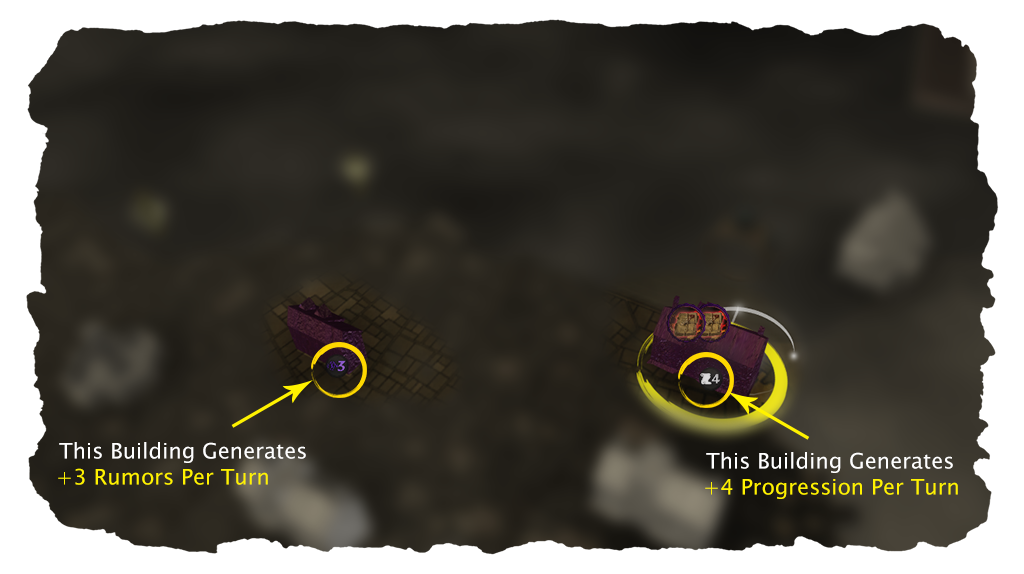 3
4
This Building Generates
+3 Rumors Per Turn
This Building Generates
+4 Progression Per Turn